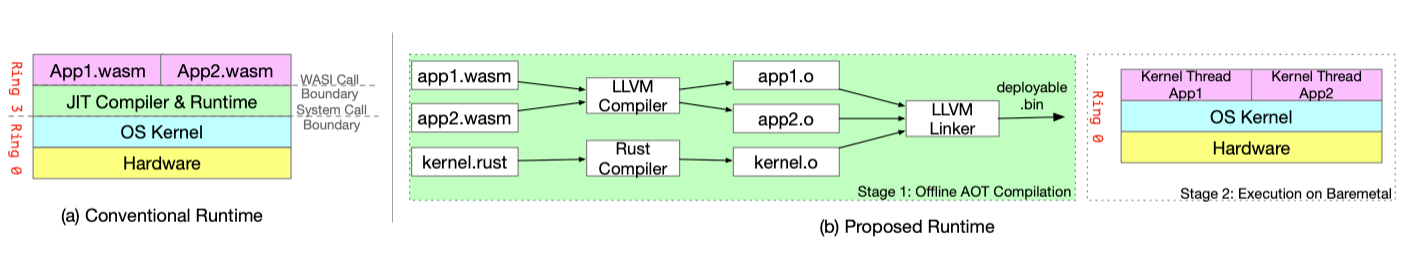 Ring 3
Ring 0
App1.wasm
App2.wasm
JIT Compiler & Runtime
OS Kernel
Hardware
WASI Call
Boundary
System Call
Boundary
(a) Conventional Runtime
app1.wasm
app2.wasm
kernel.rust
LLVM
Compiler
Rust
Compiler
app1.o
app2.o
kernel.o
LLVM
Linker
deployable
.bin
Stage 1: Offline AOT Compilation
Ring 0
Kernel Thread
App1
Kernel Thread
App2
OS Kernel
Hardware
Stage 2: Execution on Baremetal
(b) Proposed Runtime